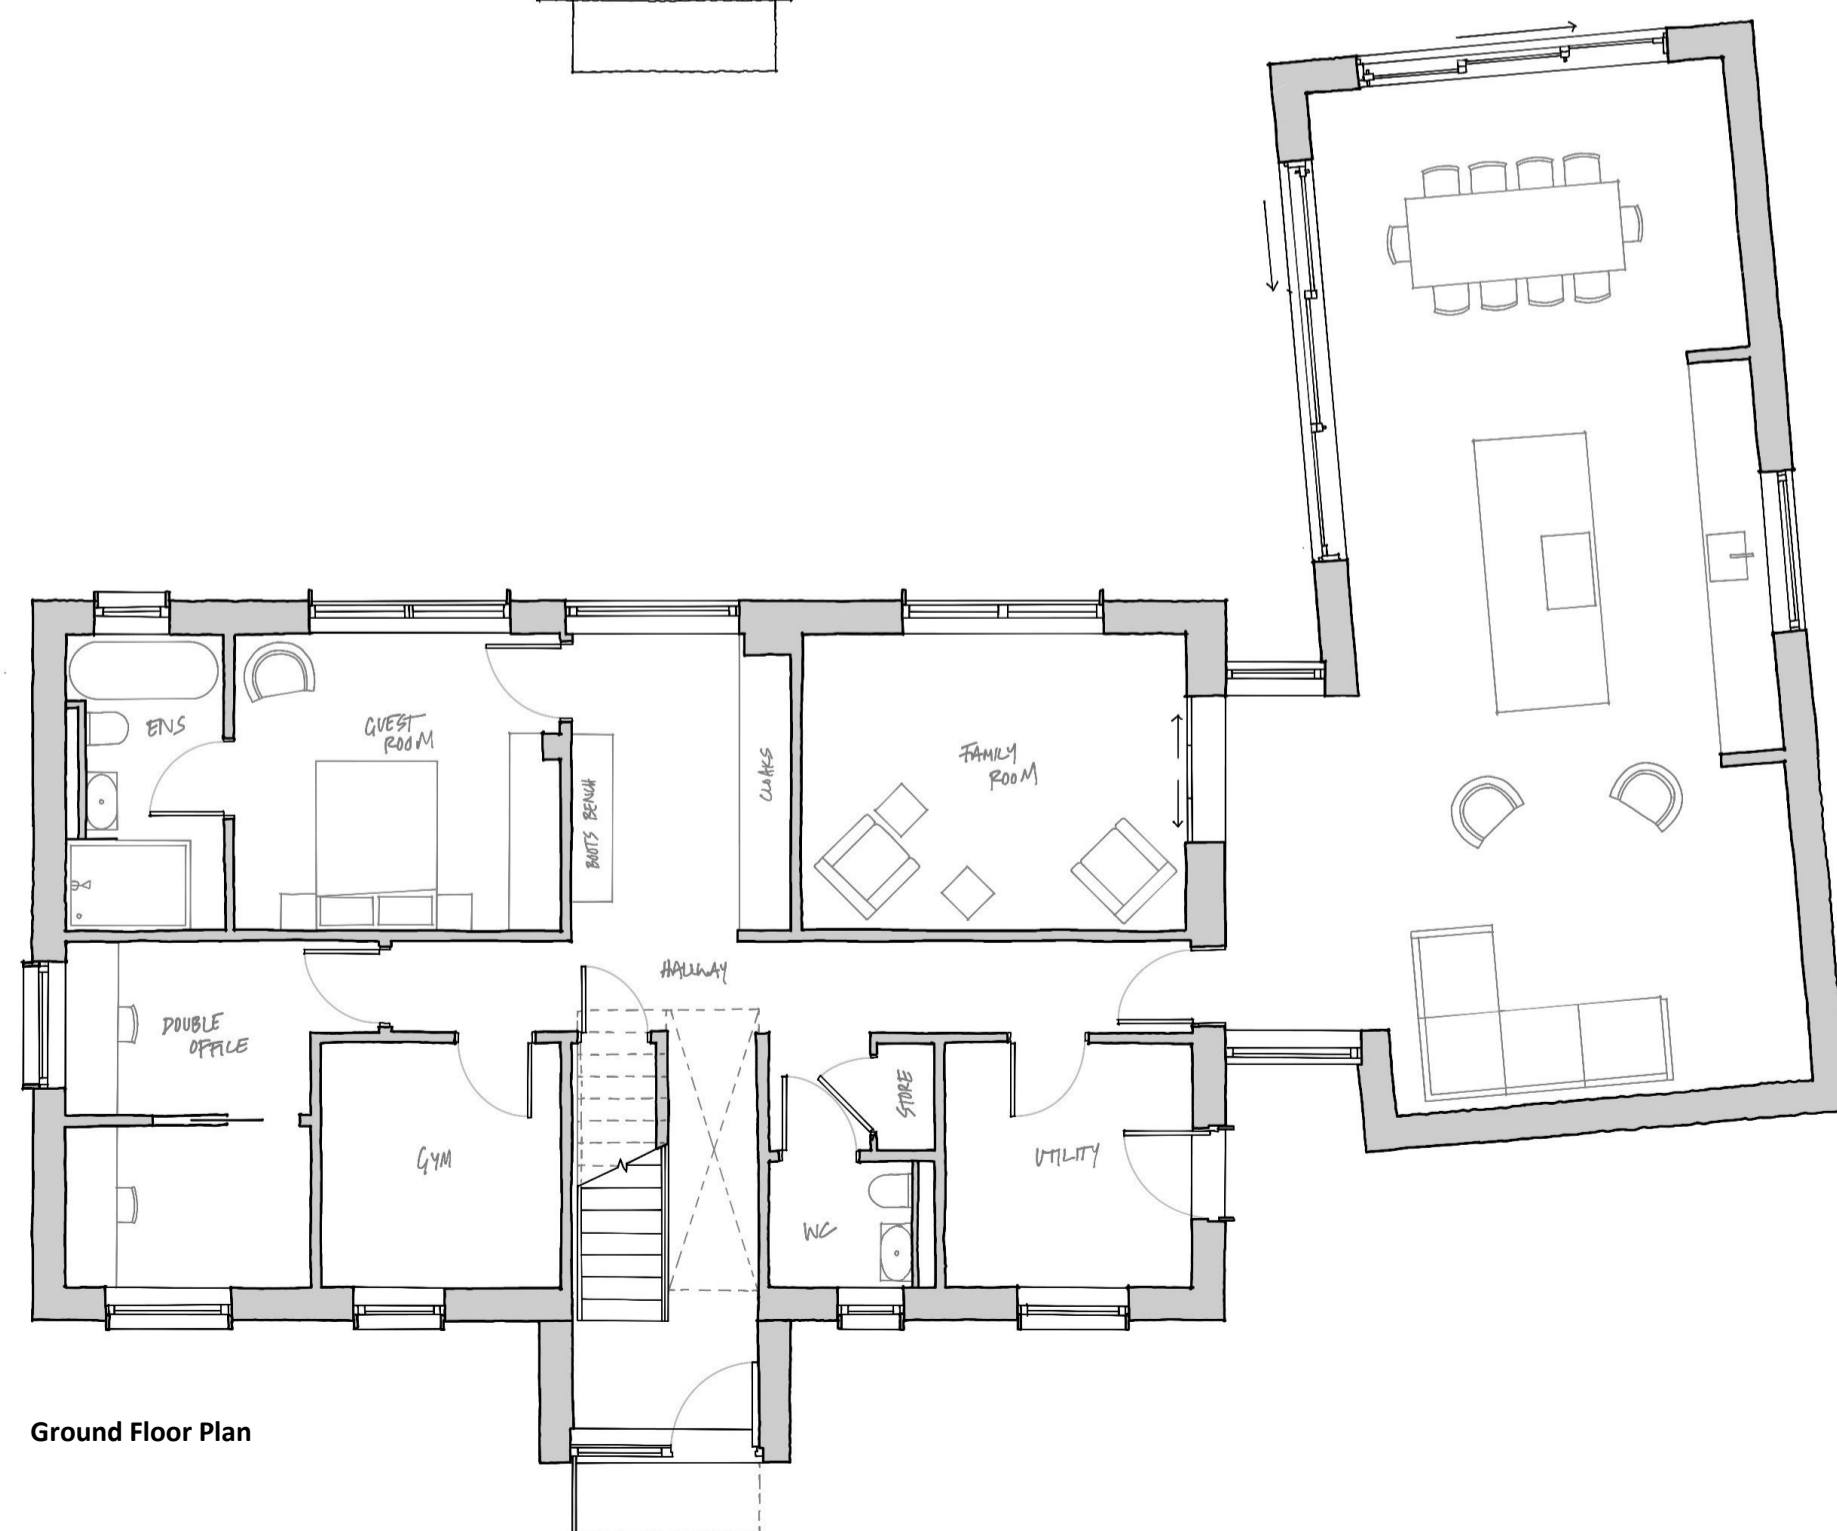 ENS
GUEST
ROOM
BOOTS BENCH
CLOAKS
FAMILY
ROOM
HALLWAY
DOUBLE
OFFICE
GYM
STORE
WC
UTILITY
Ground Floor Plan